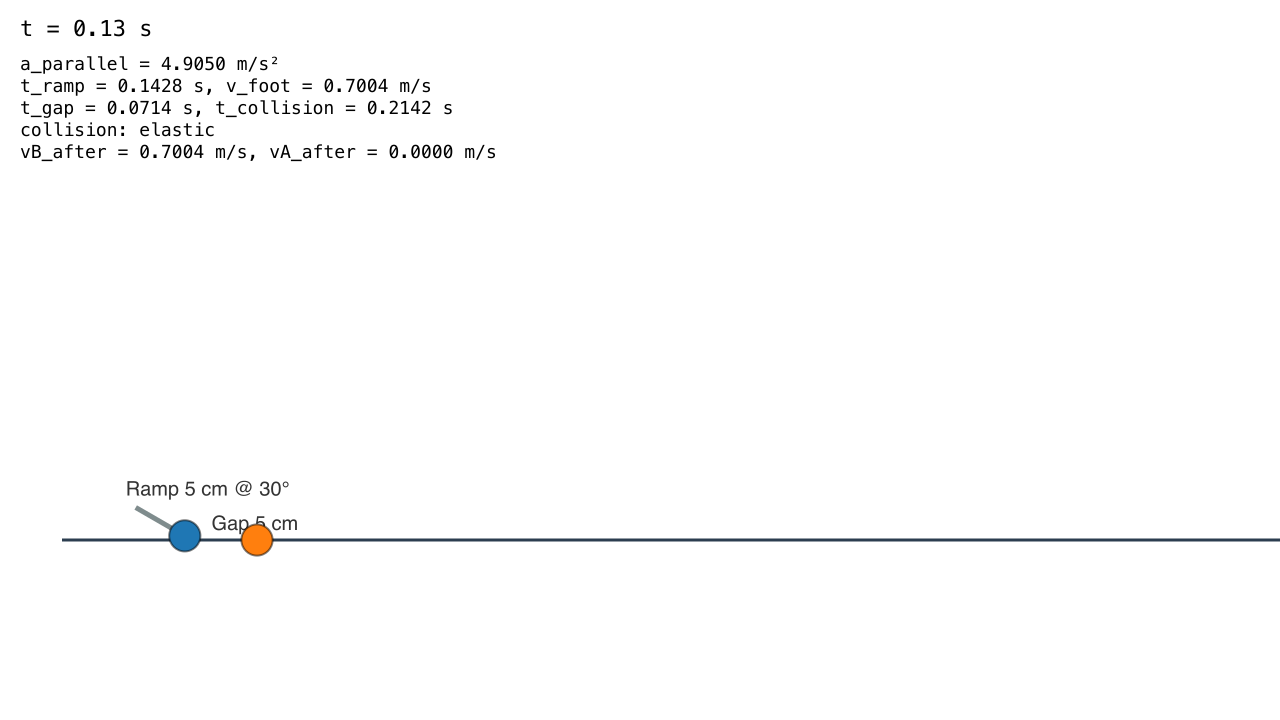 t = 0.13 s
a_parallel = 4.9050 m/s²
t_ramp = 0.1428 s, v_foot = 0.7004 m/s
t_gap = 0.0714 s, t_collision = 0.2142 s
collision: elastic
vB_after = 0.7004 m/s, vA_after = 0.0000 m/s
Ramp 5 cm @ 30°
Gap 5 cm